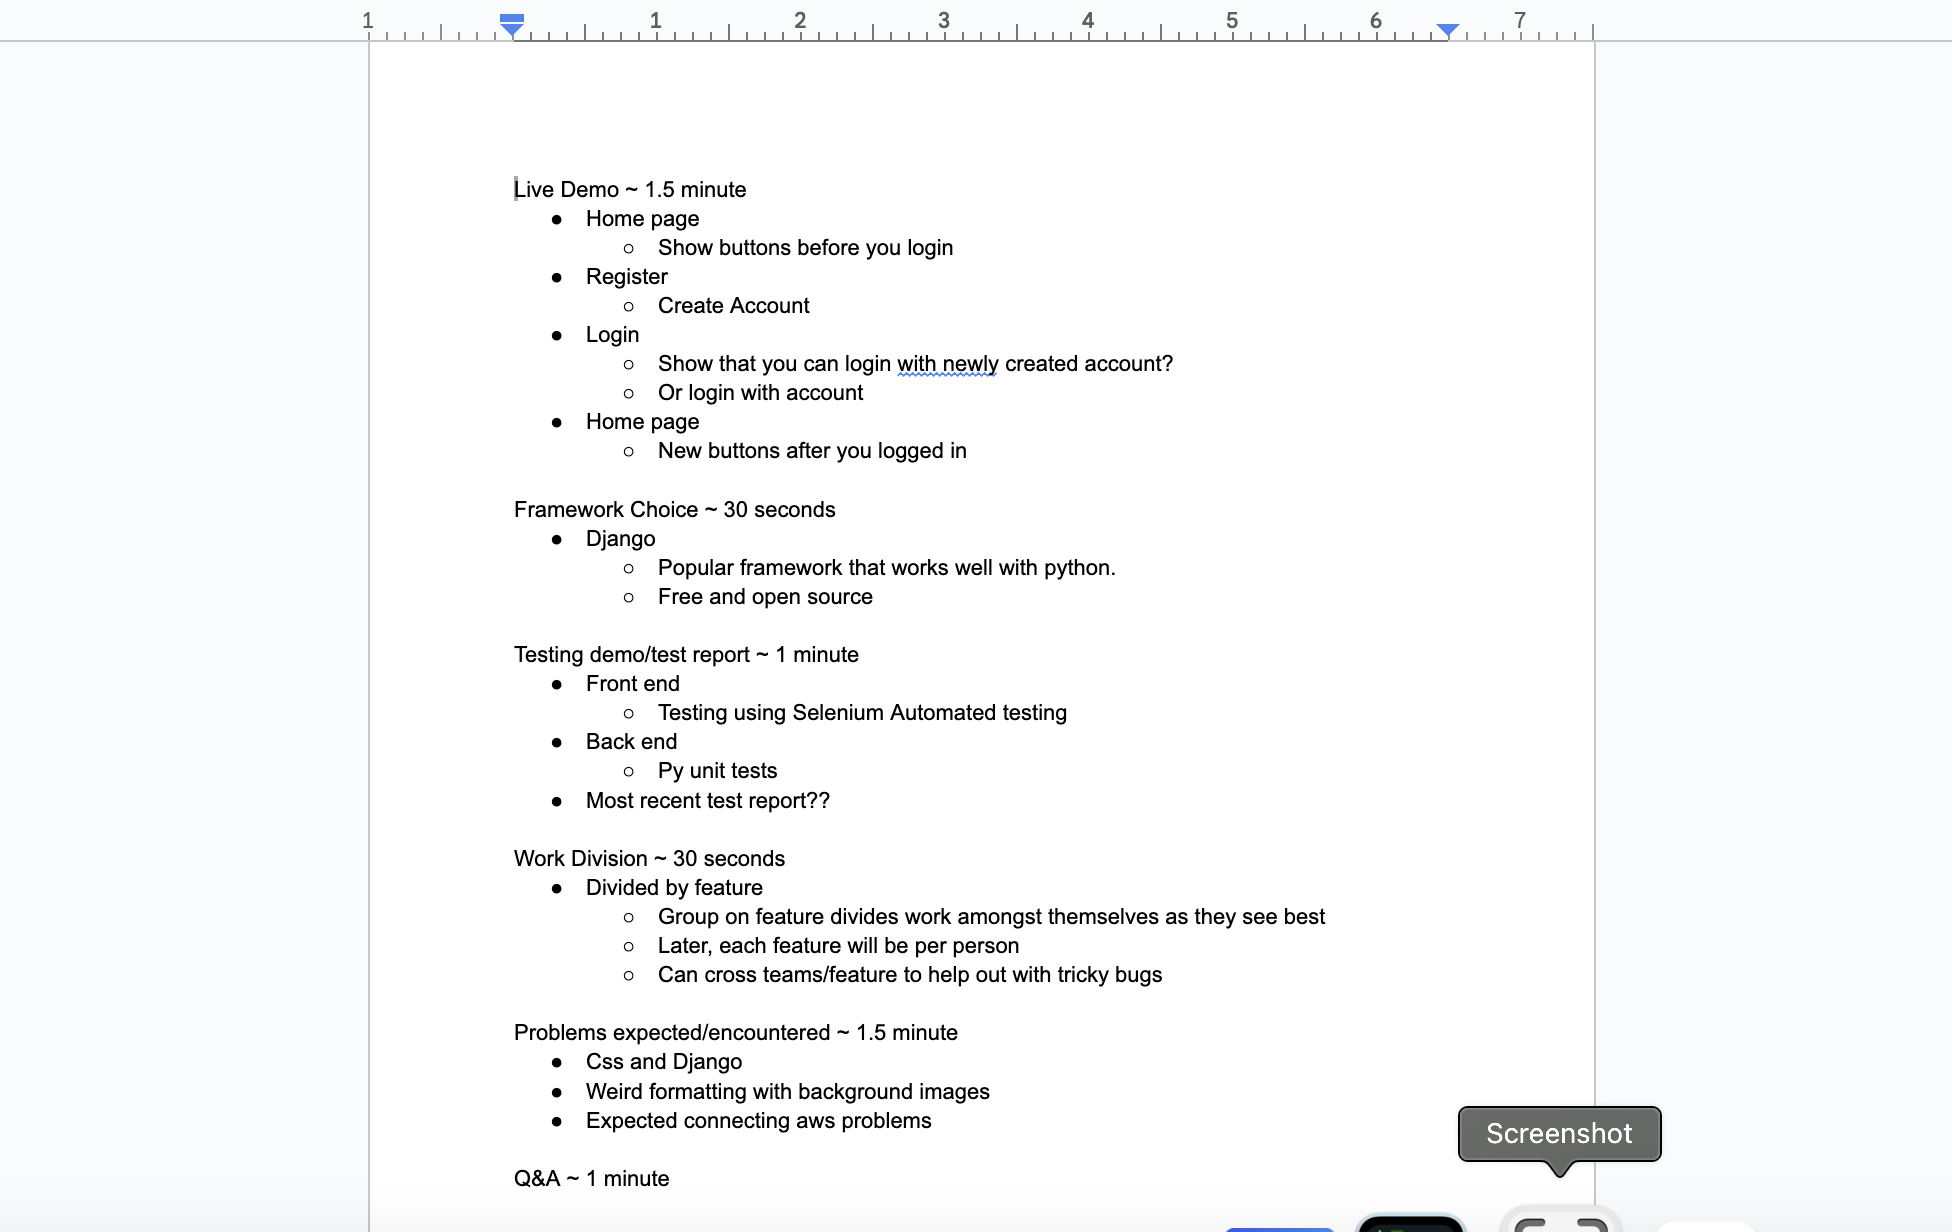 1 1 2 3 4 5 6 7
Live Demo ~ 1.5 minute
● Home page
○ Show buttons before you login
● Register
○ Create Account
● Login
○ Show that you can login with newly created account?
○ Or login with account
● Home page
○ New buttons after you logged in
Framework Choice ~ 30 seconds
● Django
○ Popular framework that works well with python.
○ Free and open source
Testing demo/test report ~ 1 minute
● Front end
○ Testing using Selenium Automated testing
● Back end
○ Py unit tests
● Most recent test report??
Work Division ~ 30 seconds
● Divided by feature
○ Group on feature divides work amongst themselves as they see best
○ Later, each feature will be per person
○ Can cross teams/feature to help out with tricky bugs
Problems expected/encountered ~ 1.5 minute
● Css and Django
● Weird formatting with background images
● Expected connecting aws problems
Screenshot
Q&A ~ 1 minute